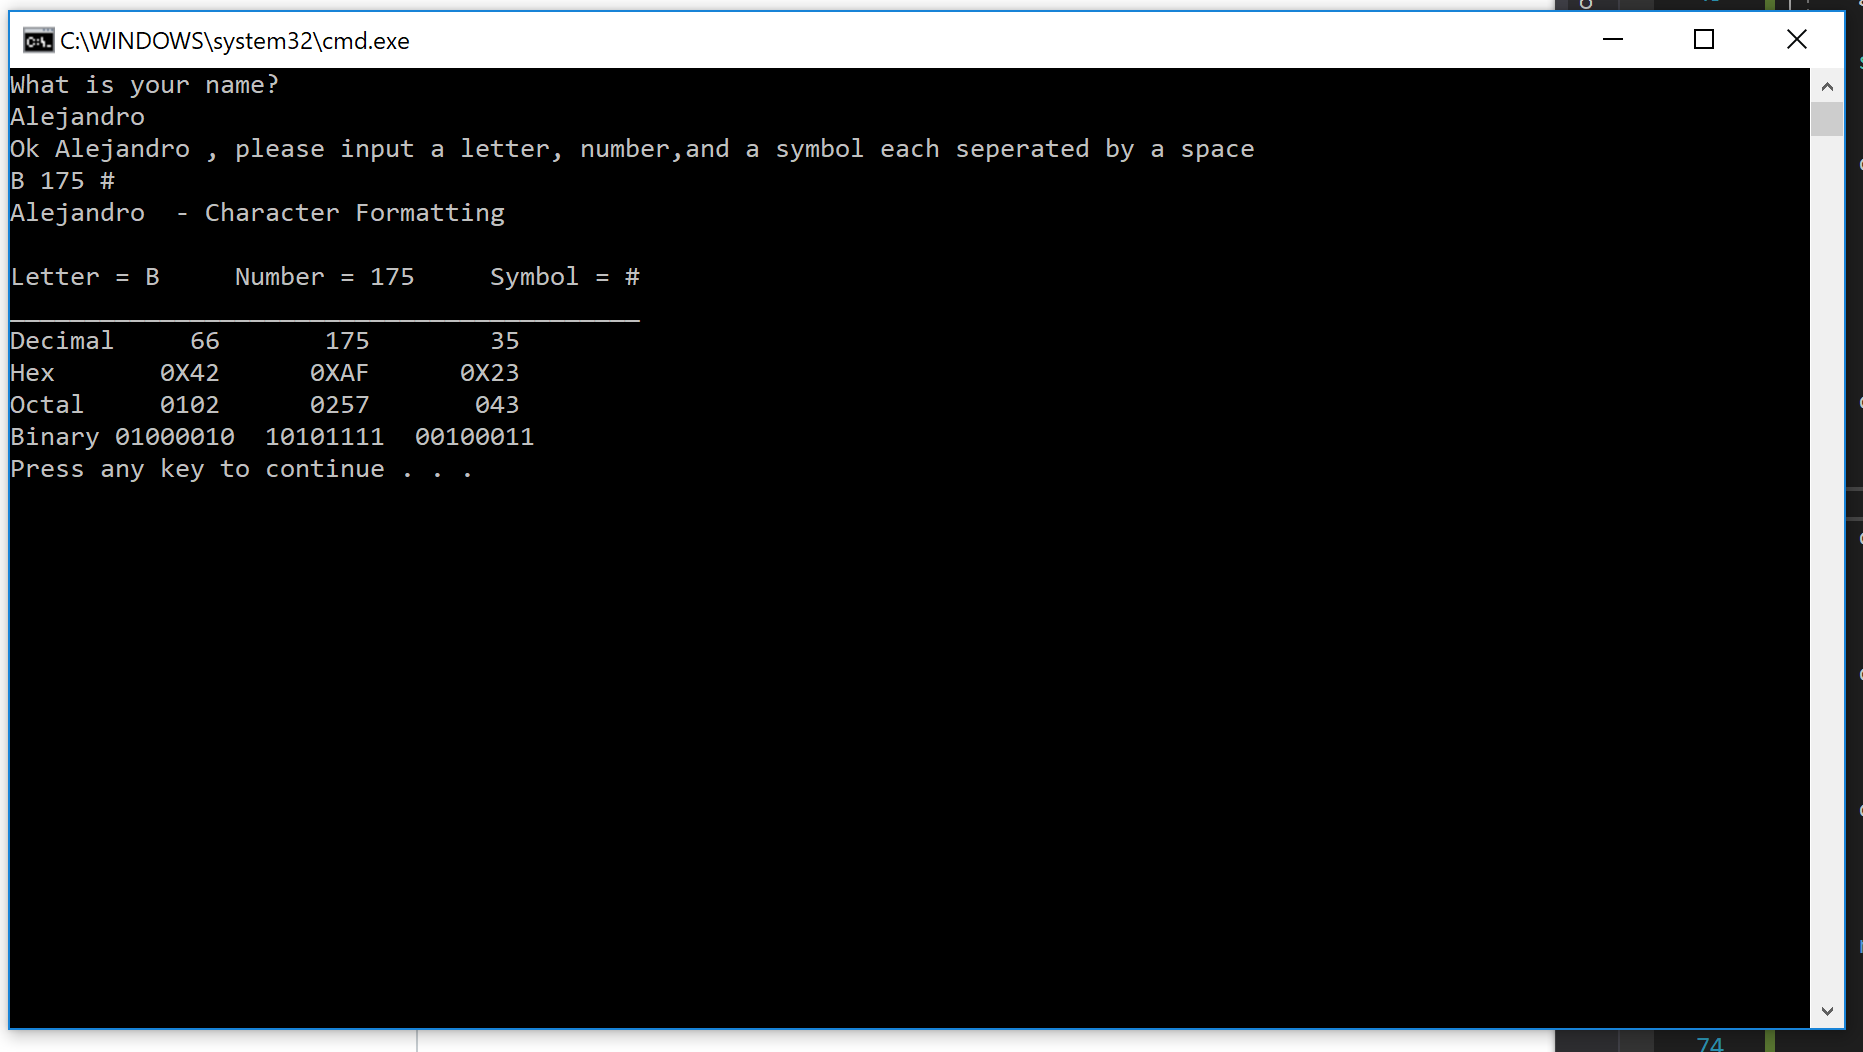 C:\WINDOWS\system32\cmd.exe
What is your name?
Alejandro
Ok Alejandro , please input a letter, number,and a symbol each seperated by a space
B 175 #
Alejandro  - Character Formatting
Letter = B     Number = 175     Symbol = #
__________________________________________
Decimal     66       175        35
Hex       0X42      0XAF      0X23
Octal     0102      0257       043
Binary 01000010  10101111  00100011
Press any key to continue . . .
74